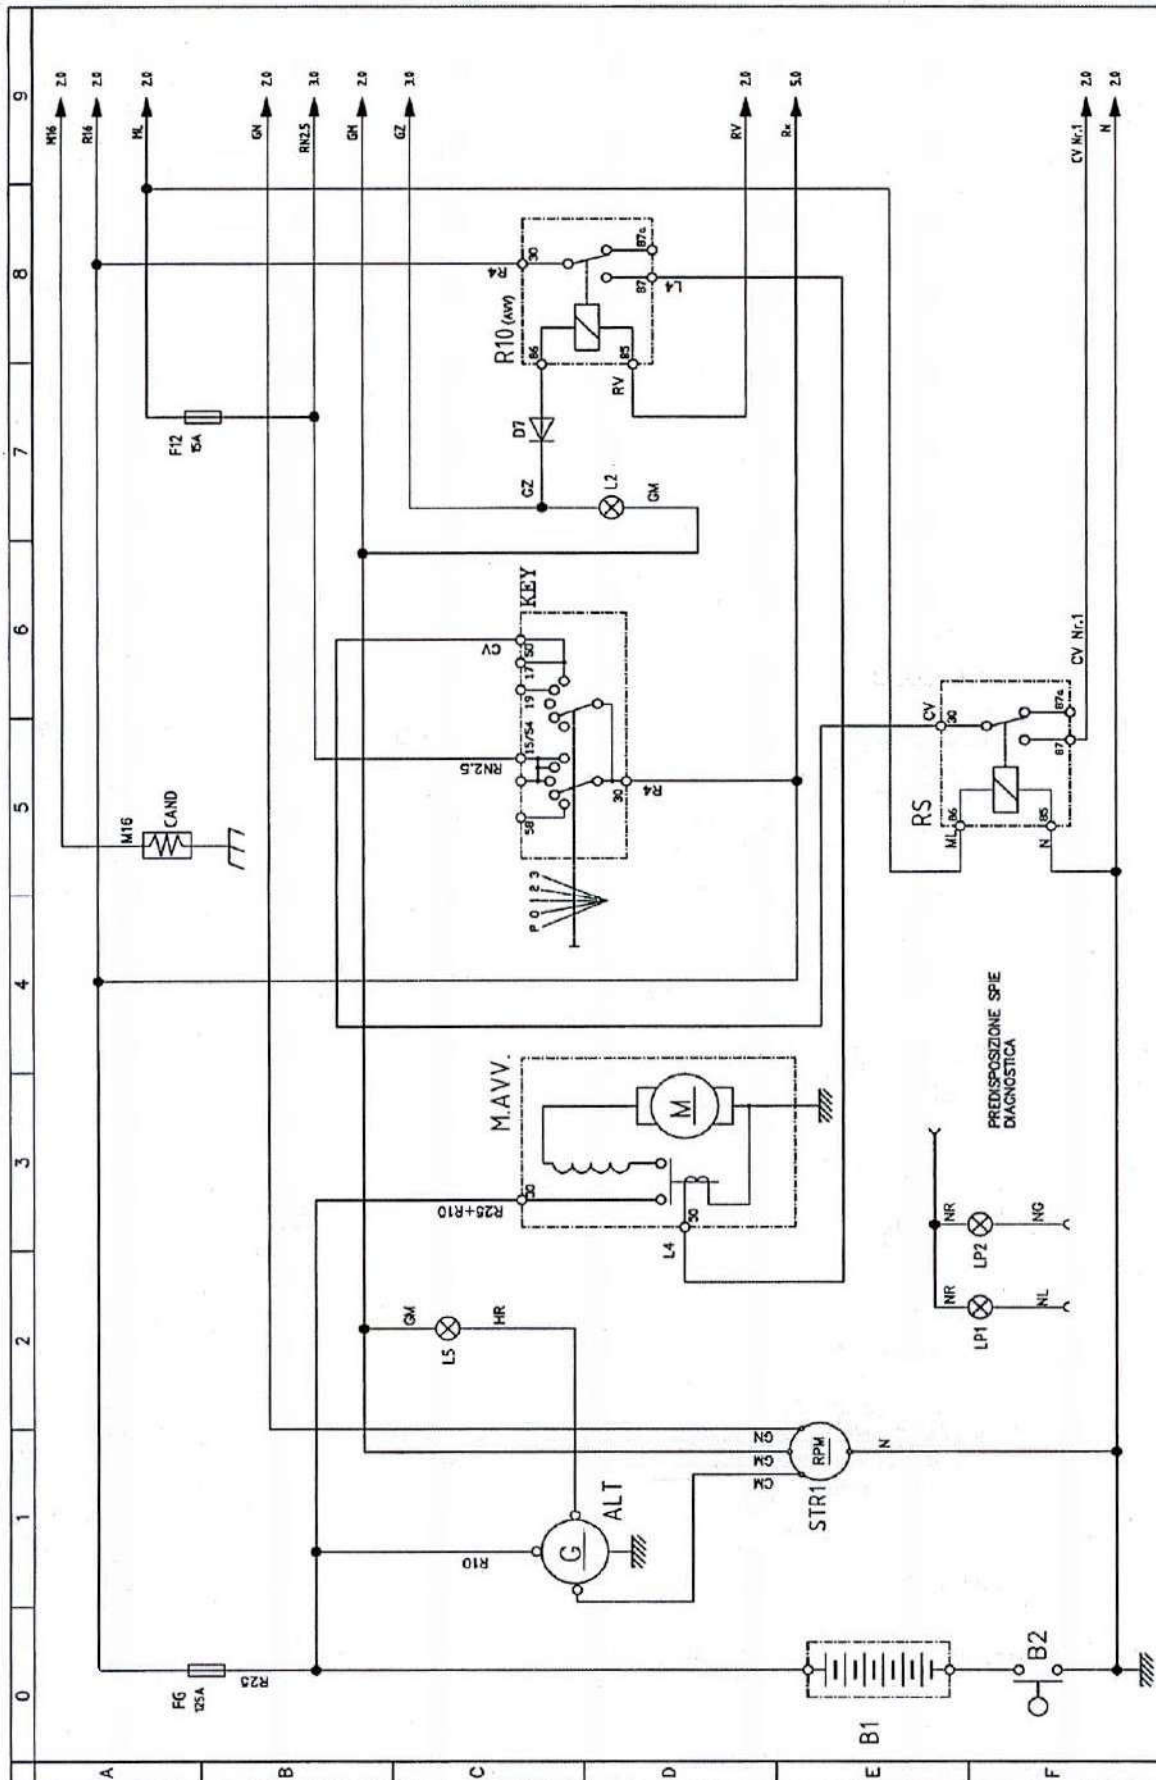 9
8
7
6
5
4
3
2
1
0
A
B
C
D
E
F
M16 2.0
R16 2.0
ML 2.0
GN 2.0
RN2.5 3.0
GM 2.0
GZ 3.0
RV 2.0
Rx 5.0
CV Nr.1 2.0
N 2.0
R4
30
87a
87
L4
R10 (AVV)
86
85
RV
F12
15A
D7
GZ
L2
GM
KEY
CV
50
17
19
15/54
RN2.5
58
30
R4
P 0 1 2 3
M16
CAND
CV Nr.1
CV
30
87a
87
RS
86
85
ML
N
M.AVV.
M
30
R25+R10
50
L4
PREDISPOSIZIONE SPIE
DIAGNOSTICA
NR
LP2
NG
NR
LP1
NL
GM
L5
HR
GN
GM
CM
RPM
N
STR1
ALT
G
R10
FG
125A
R25
B1
B2